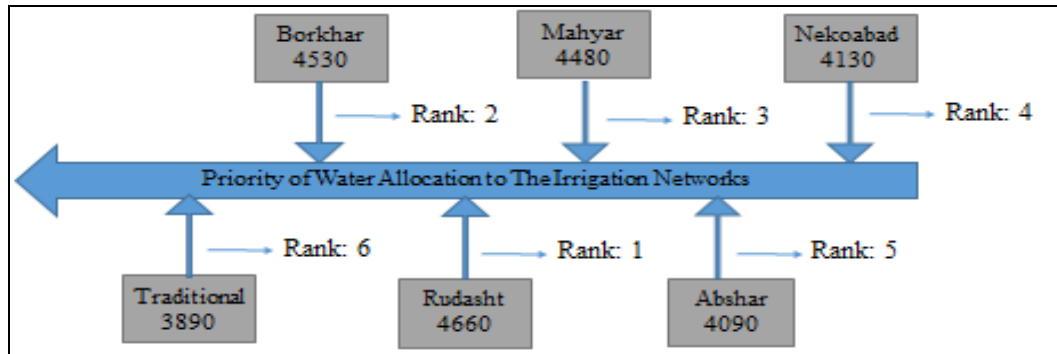 Borkhar
4530
Mahyar
4480
Nekoabad
4130
Rank: 2
Rank: 3
Rank: 4
Priority of Water Allocation to The Irrigation Networks
Rank: 6
Rank: 1
Rank: 5
Traditional
3890
Rudasht
4660
Abshar
4090